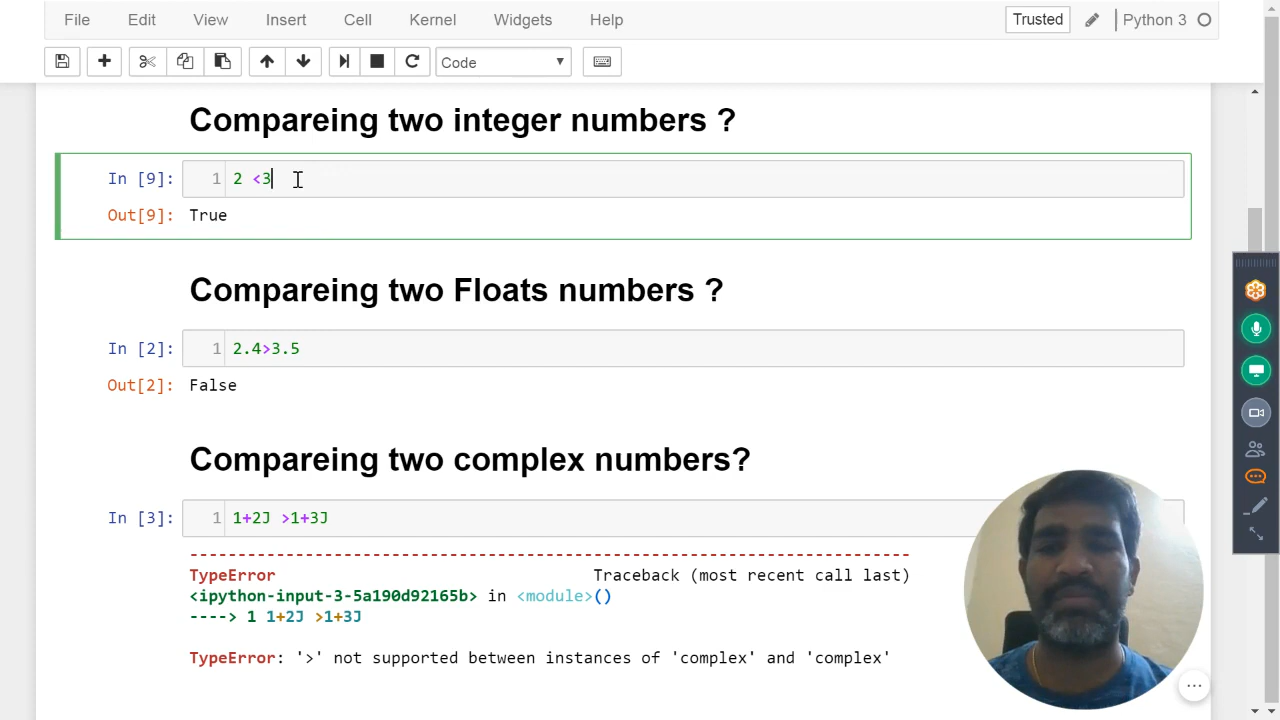 File Edit View Insert Cell Kernel Widgets Help Trusted Python 3
Code
Compareing two integer numbers ?
In [9]: 1 2 <3
Out[9]: True
Compareing two Floats numbers ?
In [2]: 1 2.4>3.5
Out[2]: False
Compareing two complex numbers?
In [3]: 1 1+2J >1+3J
---------------------------------------------------------------------------
TypeError Traceback (most recent call last)
<ipython-input-3-5a190d92165b> in <module>()
----> 1 1+2J >1+3J
TypeError: '>' not supported between instances of 'complex' and 'complex'